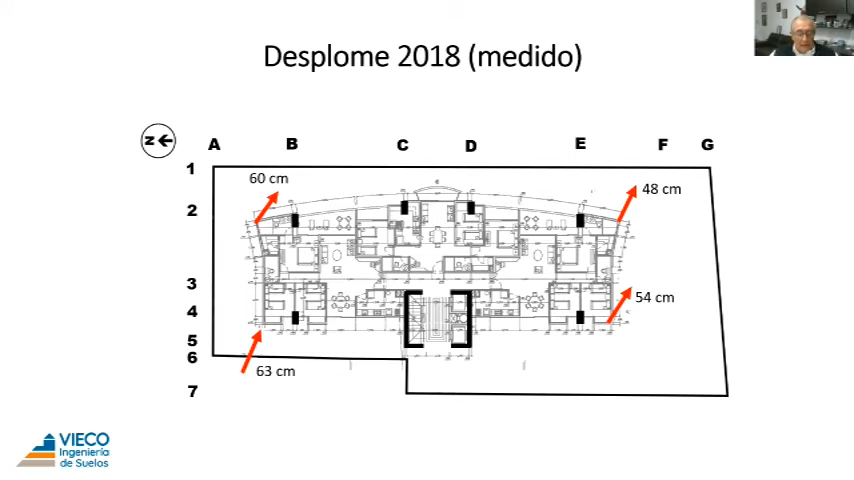 Desplome 2018 (medido)
N
A B C D E F G
1
60 cm
48 cm
2
3
54 cm
4
5
6
63 cm
7
VIECO
Ingeniería
de Suelos